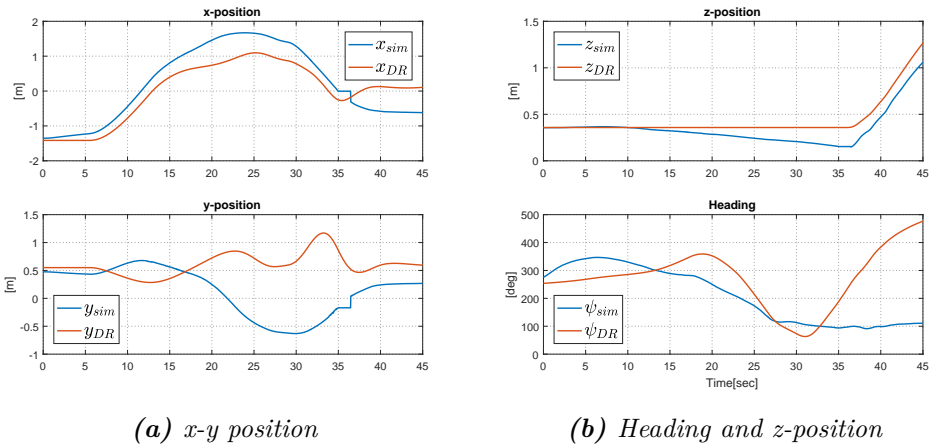 x-position
2
1
0
-1
-2
[m]
x_sim
x_DR
0 5 10 15 20 25 30 35 40 45
y-position
1.5
1
0.5
0
-0.5
-1
[m]
y_sim
y_DR
0 5 10 15 20 25 30 35 40 45
(a) x-y position
z-position
1.5
1
0.5
0
[m]
z_sim
z_DR
0 5 10 15 20 25 30 35 40 45
Heading
500
400
300
200
100
0
[deg]
ψ_sim
ψ_DR
0 5 10 15 20 25 30 35 40 45
Time[sec]
(b) Heading and z-position